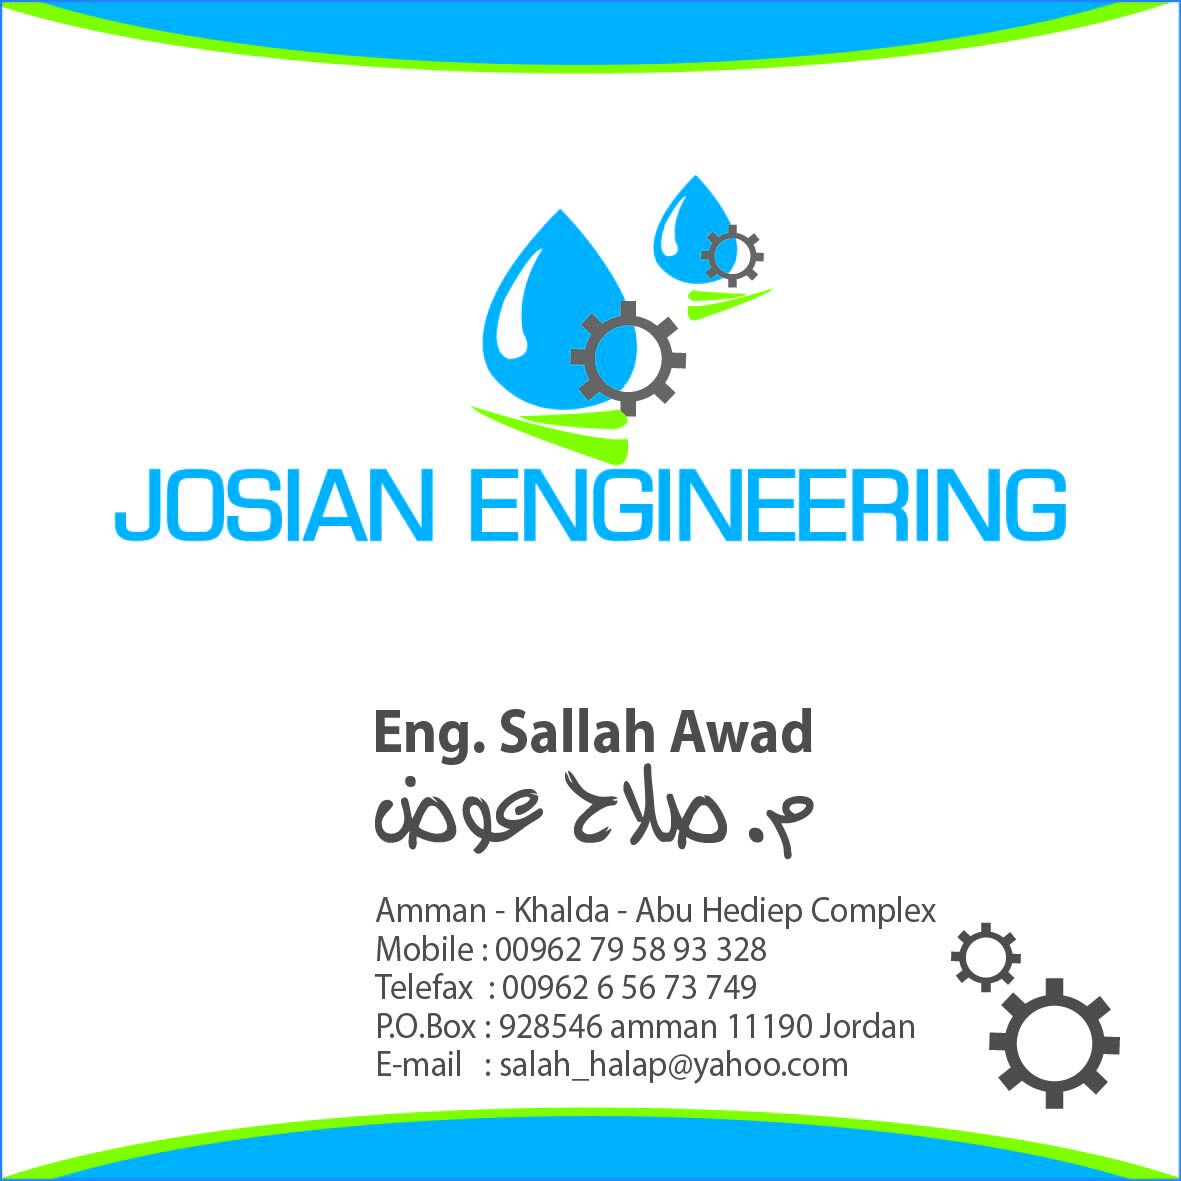 JOSIAN ENGINEERING
Eng. Sallah Awad
م. صلاح عوض
Amman - Khalda - Abu Hediep Complex
Mobile : 00962 79 58 93 328
Telefax : 00962 6 56 73 749
P.O.Box : 928546 amman 11190 Jordan
E-mail : salah_halap@yahoo.com